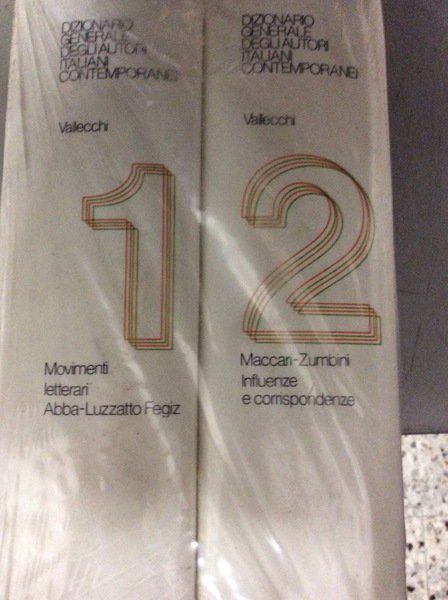 DIZIONARIO
GENERALE
DEGLI AUTORI
ITALIANI
CONTEMPORANEI
Vallecchi
1
Movimenti
letterari
Abba-Luzzatto Fegiz
DIZIONARIO
GENERALE
DEGLI AUTORI
ITALIANI
CONTEMPORANEI
Vallecchi
2
Maccari-Zumbini
Influenze
e corrispondenze